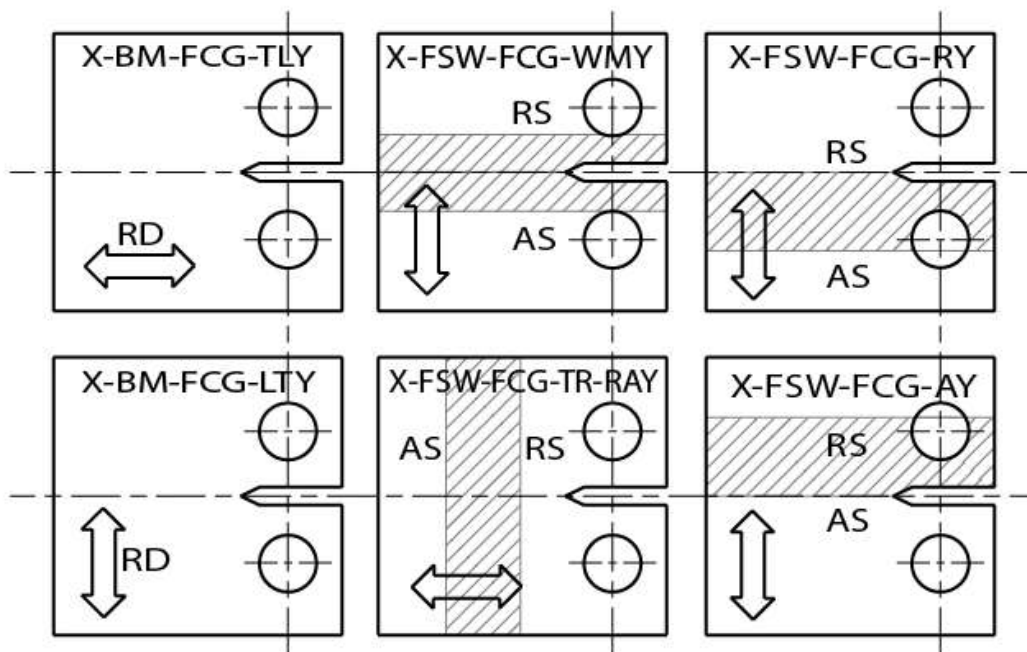 X-BM-FCG-TLY
RD
X-FSW-FCG-WMY
RS
AS
X-FSW-FCG-RY
RS
AS
X-BM-FCG-LTY
RD
X-FSW-FCG-TR-RAY
AS
RS
X-FSW-FCG-AY
RS
AS